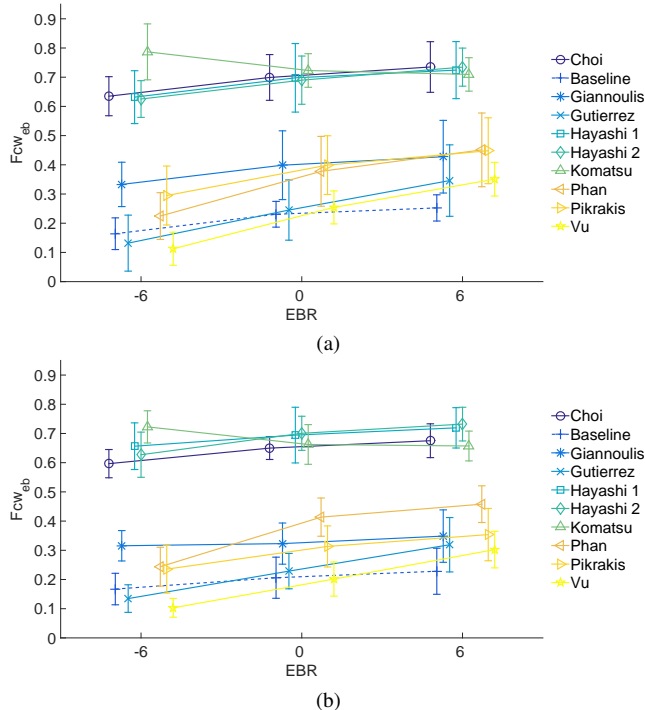 0.9
0.8
0.7
0.6
0.5
0.4
0.3
0.2
0.1
0
Fcw_eb
-6
0
6
EBR
Choi
Baseline
Giannoulis
Gutierrez
Hayashi 1
Hayashi 2
Komatsu
Phan
Pikrakis
Vu
(a)
0.9
0.8
0.7
0.6
0.5
0.4
0.3
0.2
0.1
0
Fcw_eb
-6
0
6
EBR
Choi
Baseline
Giannoulis
Gutierrez
Hayashi 1
Hayashi 2
Komatsu
Phan
Pikrakis
Vu
(b)